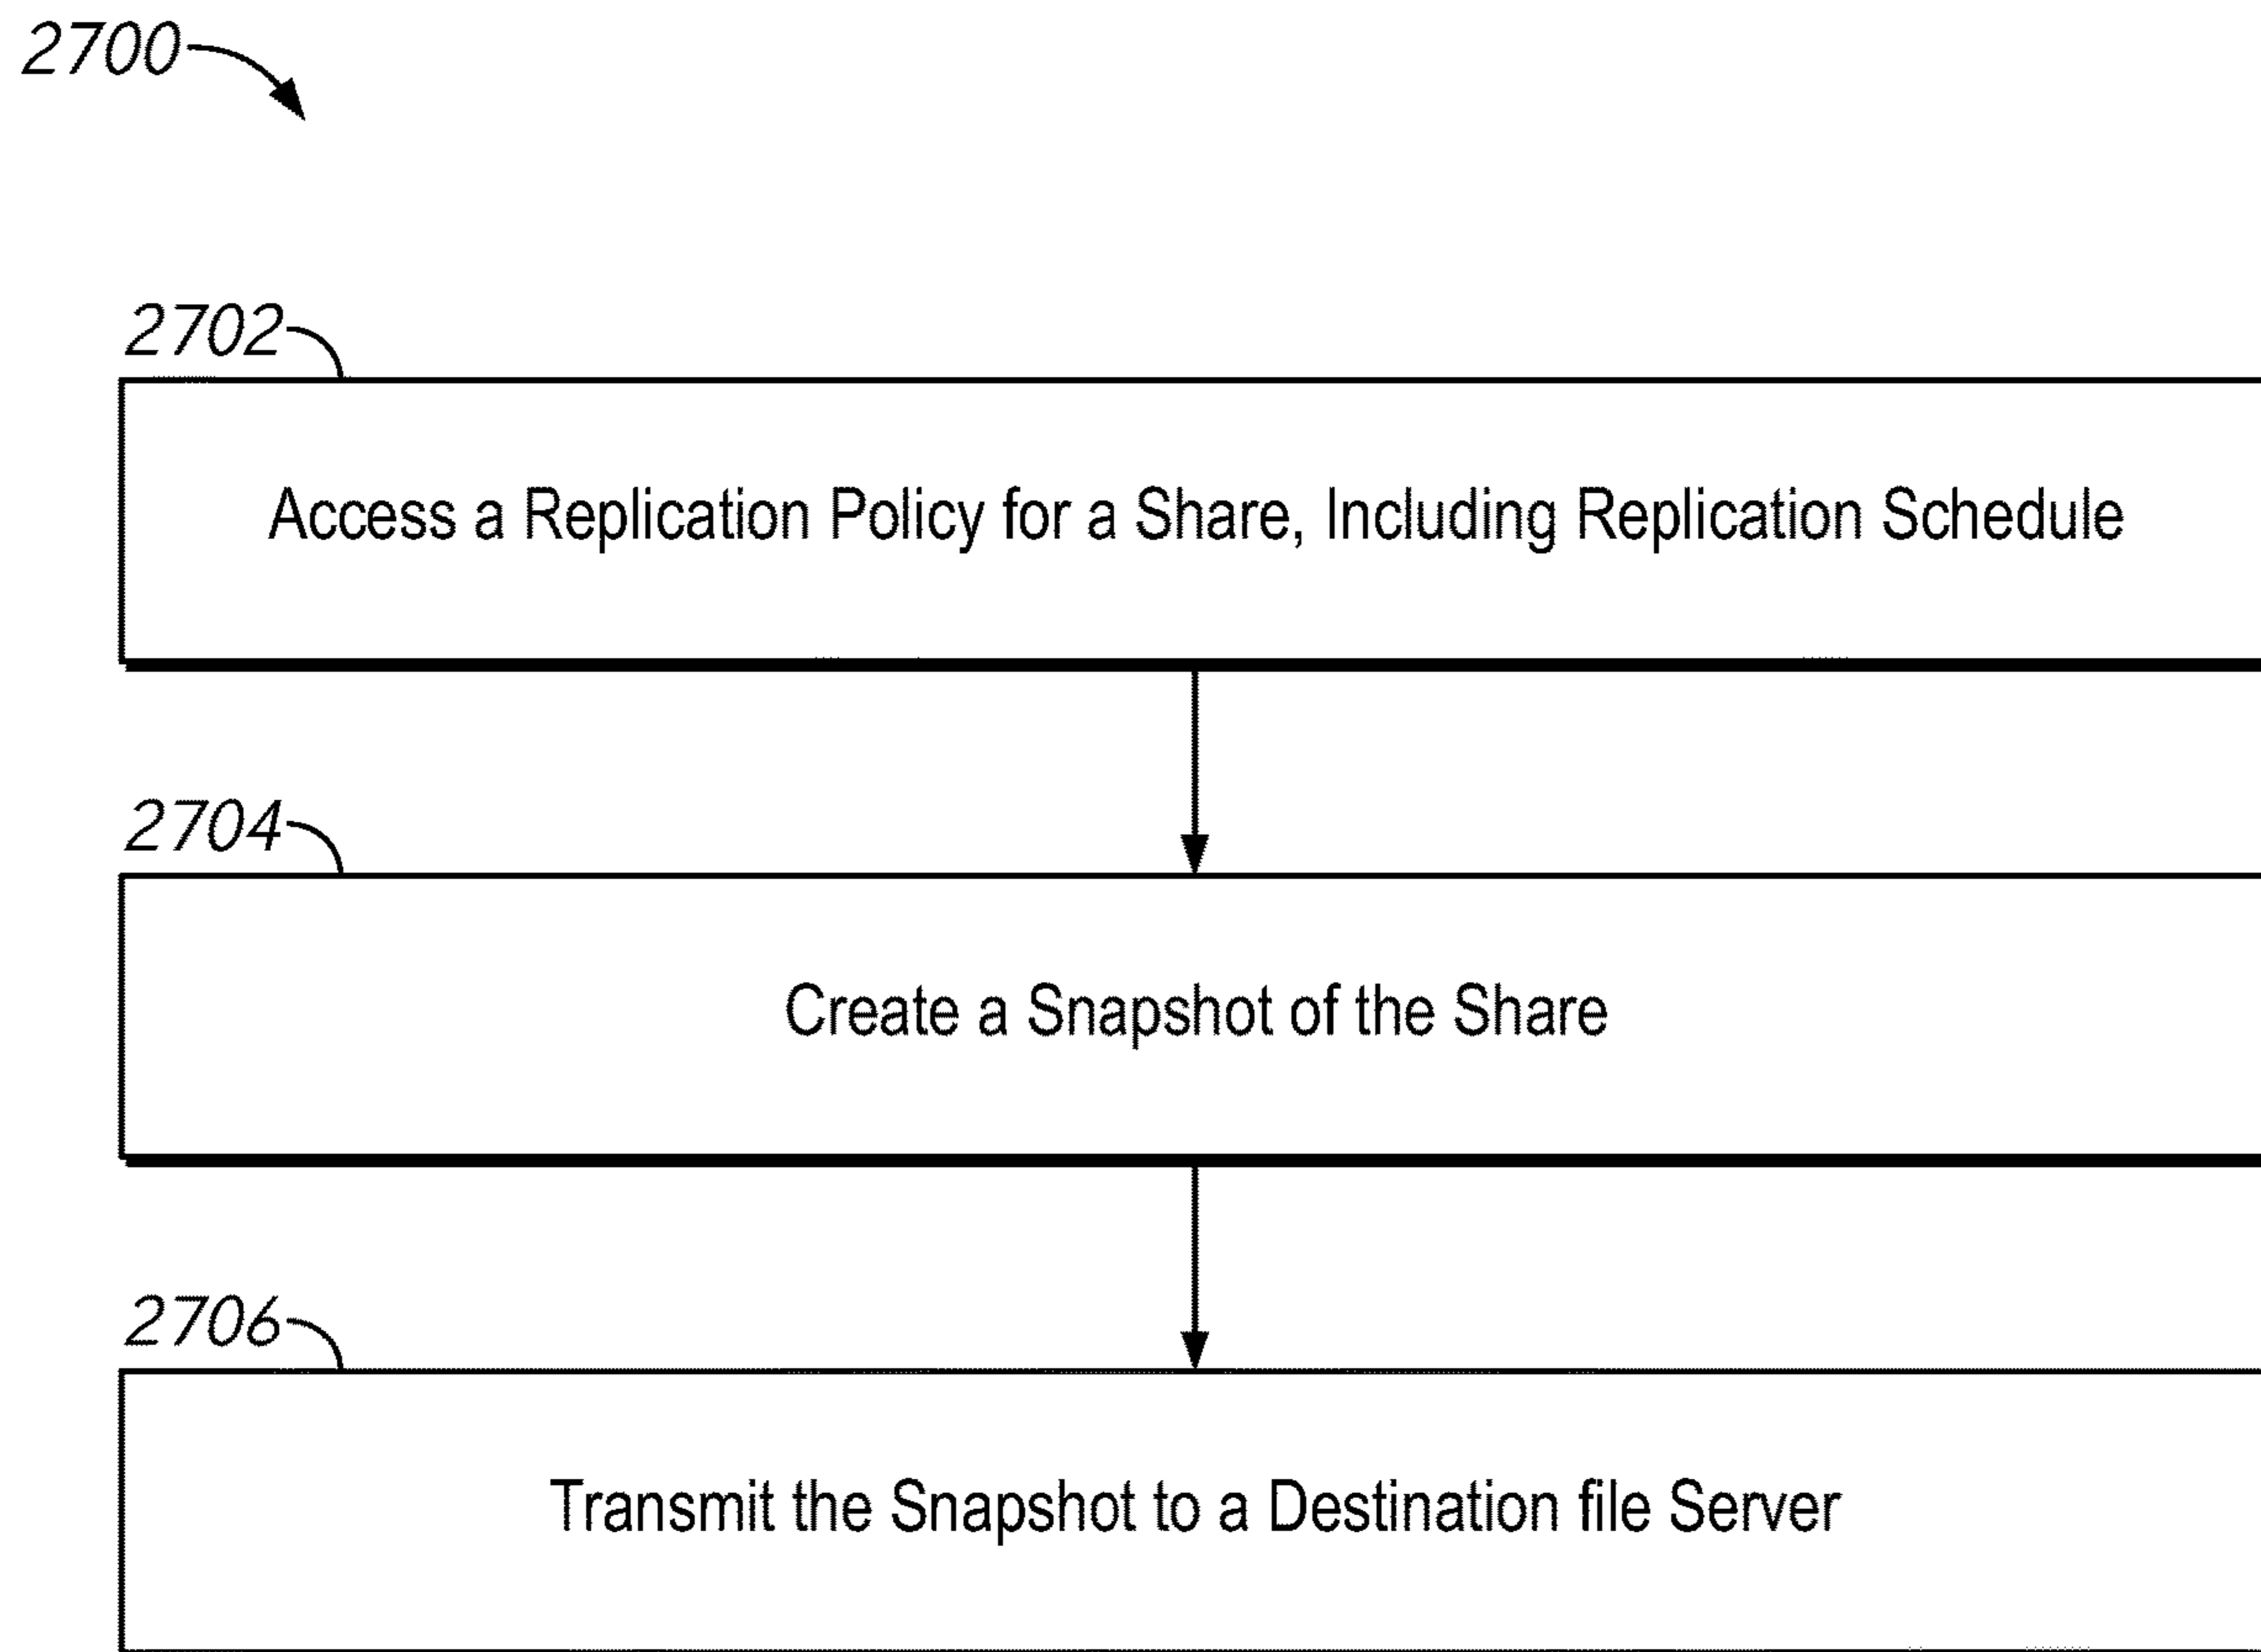 2700
2702
Access a Replication Policy for a Share, Including Replication Schedule
2704
Create a Snapshot of the Share
2706
Transmit the Snapshot to a Destination file Server